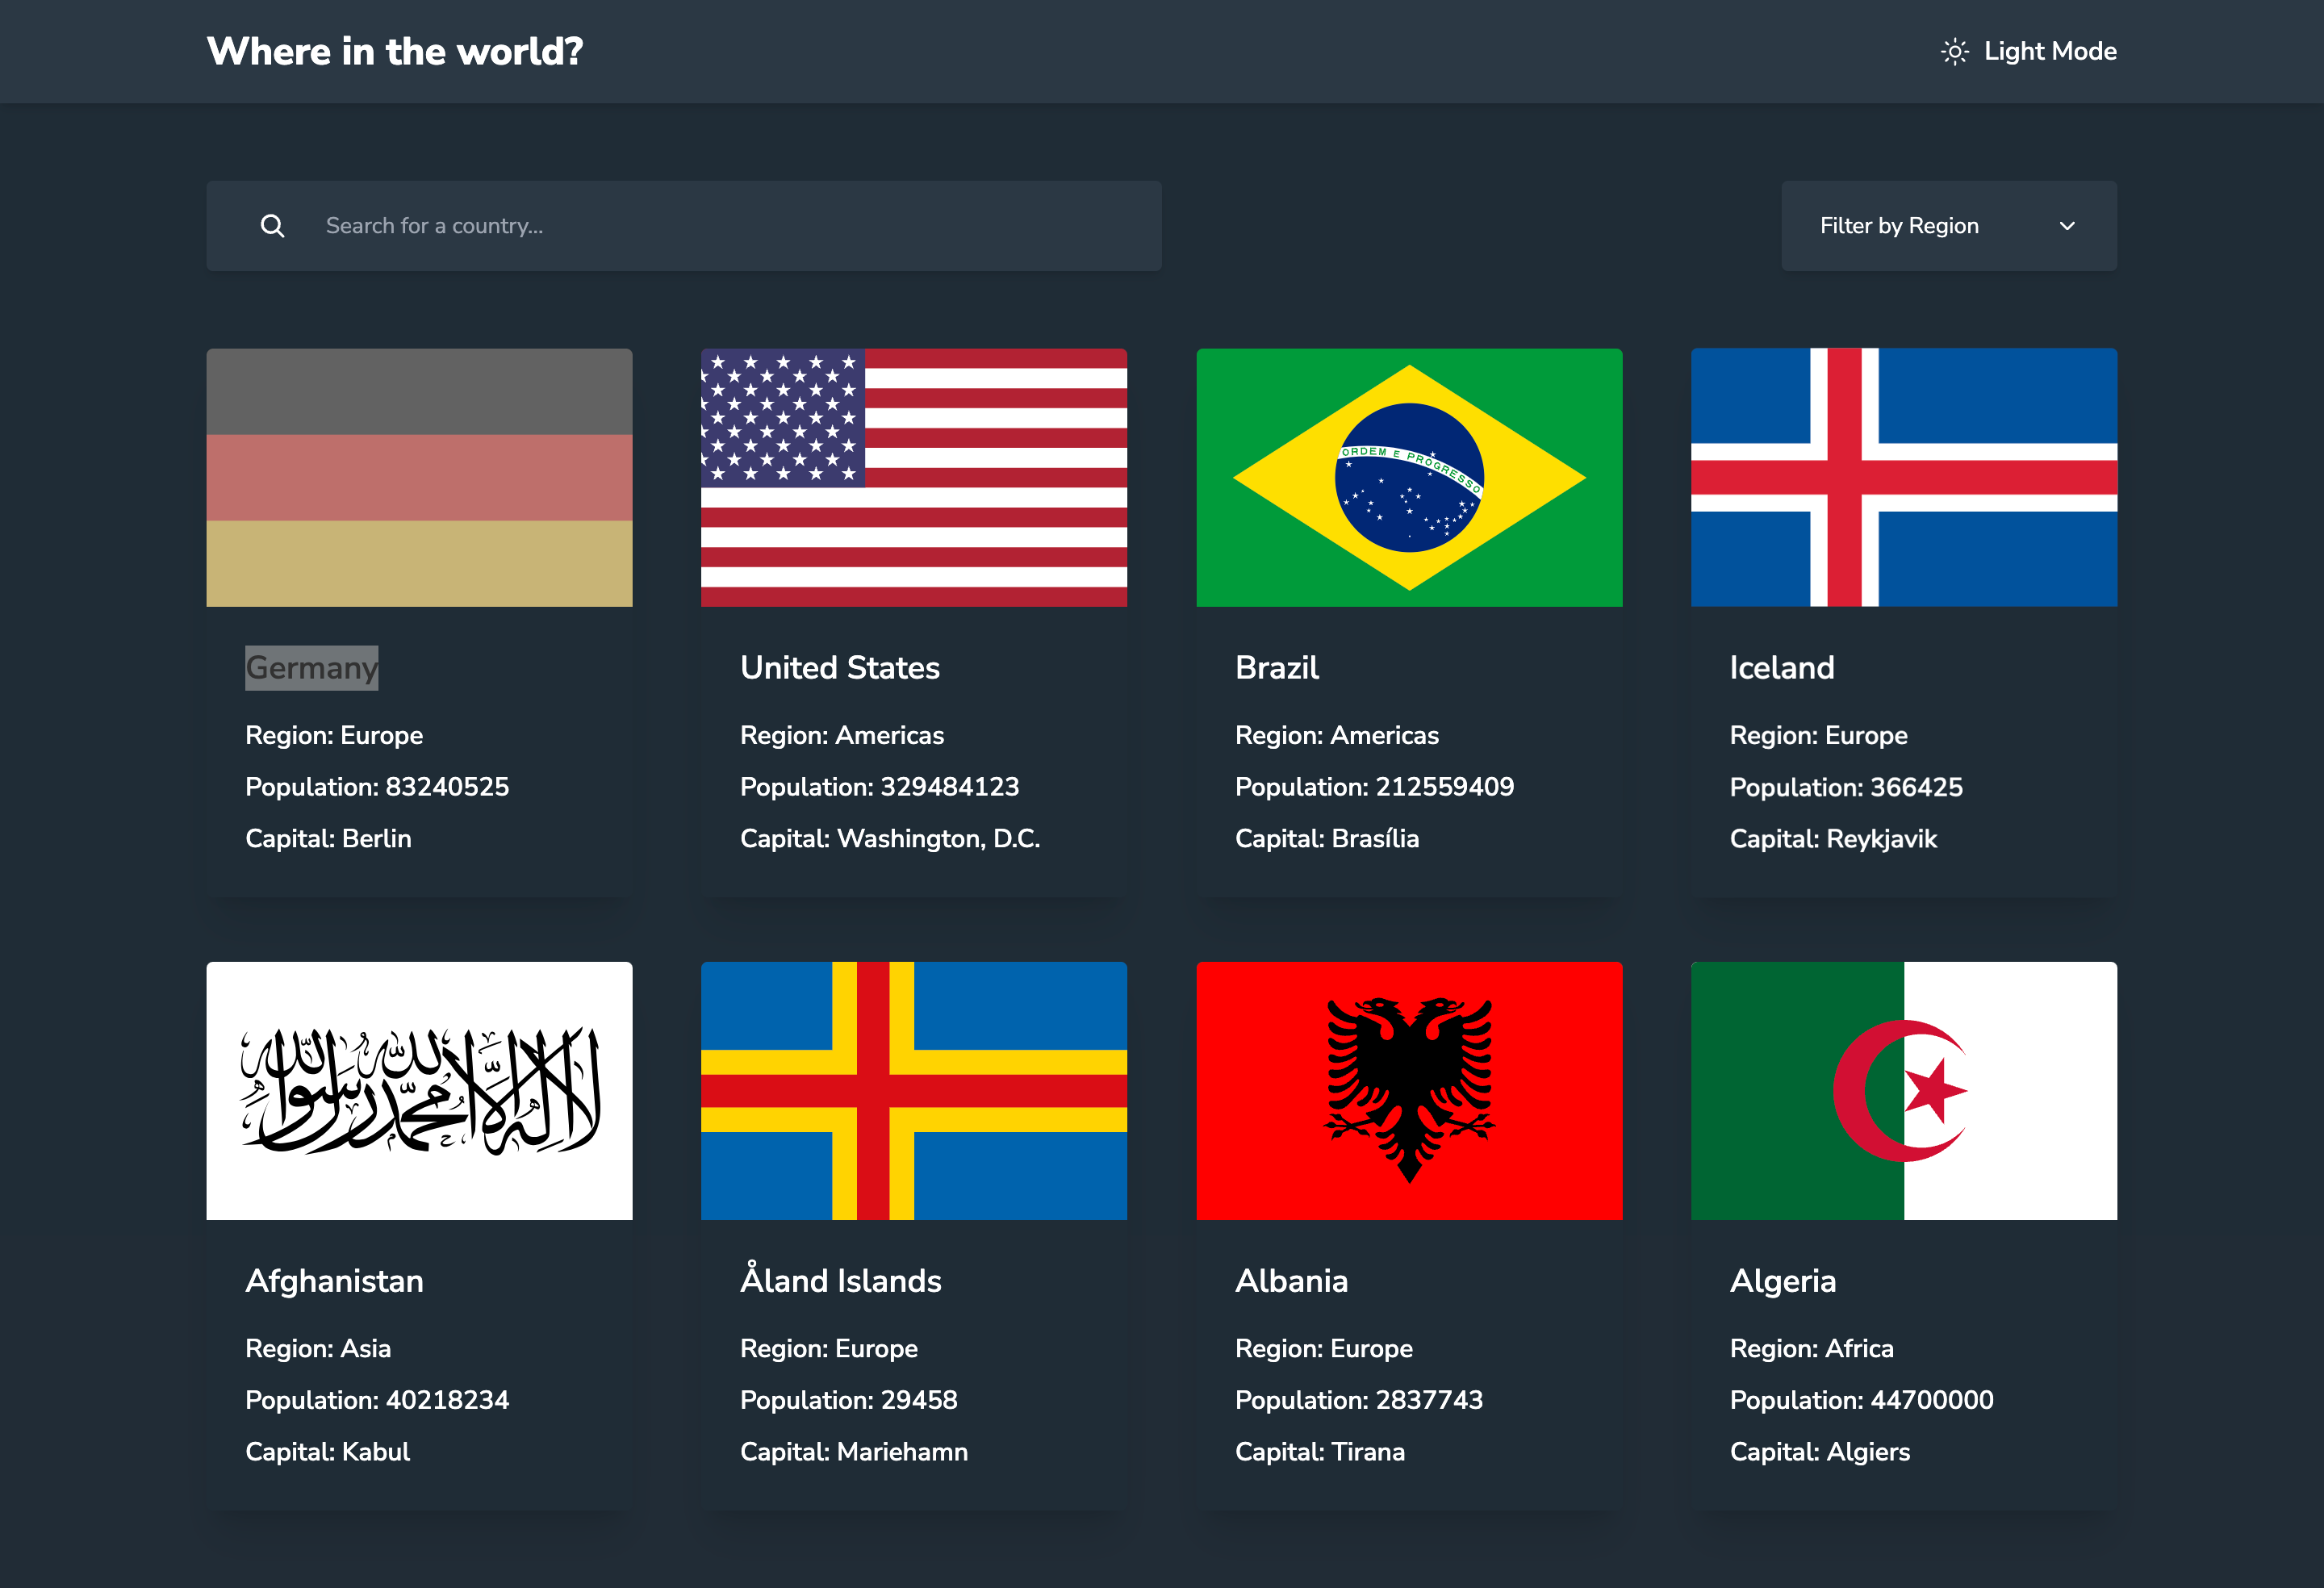 Where in the world?
Light Mode
Search for a country...
Filter by Region
ORDEM E PROGRESSO
Germany
Region: Europe
Population: 83240525
Capital: Berlin
United States
Region: Americas
Population: 329484123
Capital: Washington, D.C.
Brazil
Region: Americas
Population: 212559409
Capital: Brasília
Iceland
Region: Europe
Population: 366425
Capital: Reykjavik
لا إله إلا الله محمد رسول الله
Afghanistan
Region: Asia
Population: 40218234
Capital: Kabul
Åland Islands
Region: Europe
Population: 29458
Capital: Mariehamn
Albania
Region: Europe
Population: 2837743
Capital: Tirana
Algeria
Region: Africa
Population: 44700000
Capital: Algiers